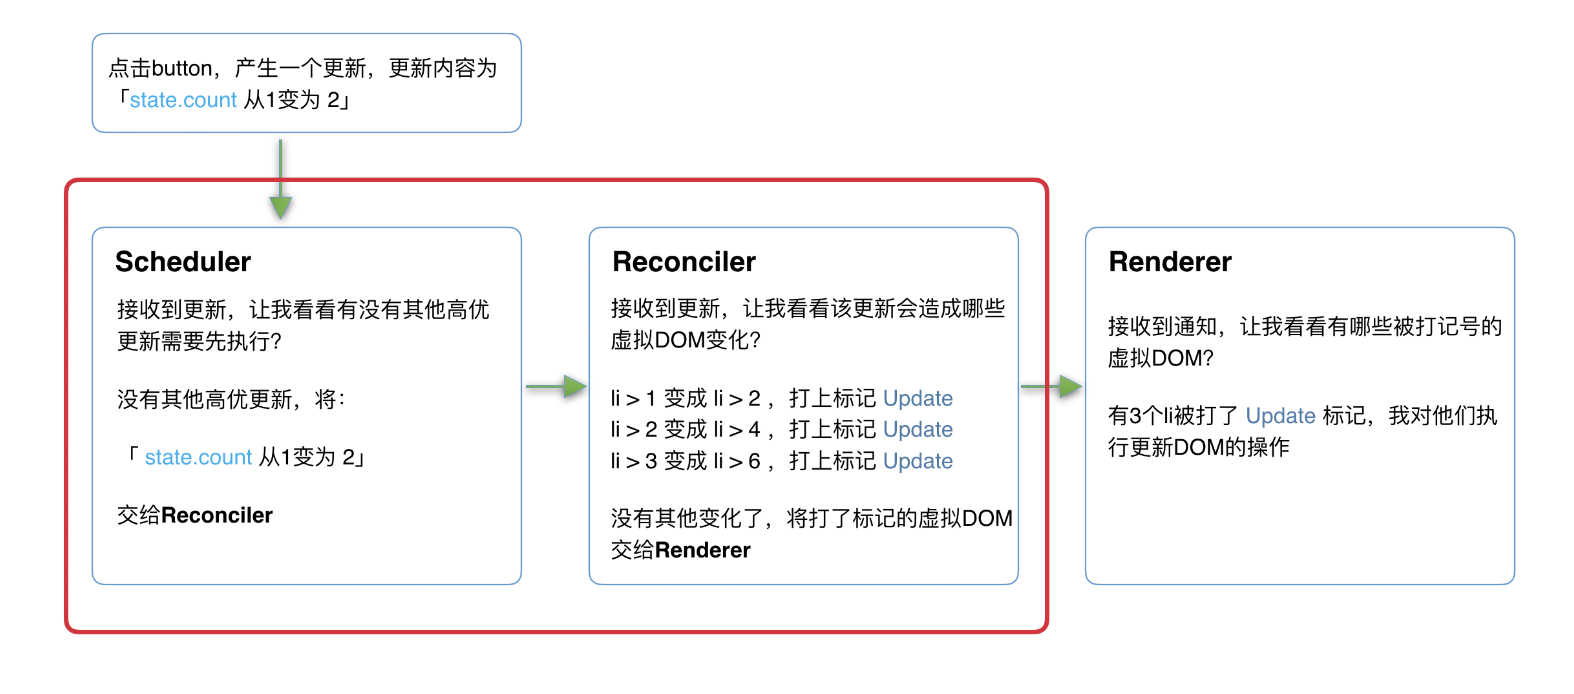 点击button，产生一个更新，更新内容为
「state.count 从1变为 2」
Scheduler
接收到更新，让我看看有没有其他高优
更新需要先执行？
没有其他高优更新，将：
「 state.count 从1变为 2」
交给Reconciler
Reconciler
接收到更新，让我看看该更新会造成哪些
虚拟DOM变化？
li > 1 变成 li > 2 ，打上标记 Update
li > 2 变成 li > 4 ，打上标记 Update
li > 3 变成 li > 6 ，打上标记 Update
没有其他变化了，将打了标记的虚拟DOM
交给Renderer
Renderer
接收到通知，让我看看有哪些被打记号的
虚拟DOM？
有3个li被打了 Update 标记，我对他们执
行更新DOM的操作